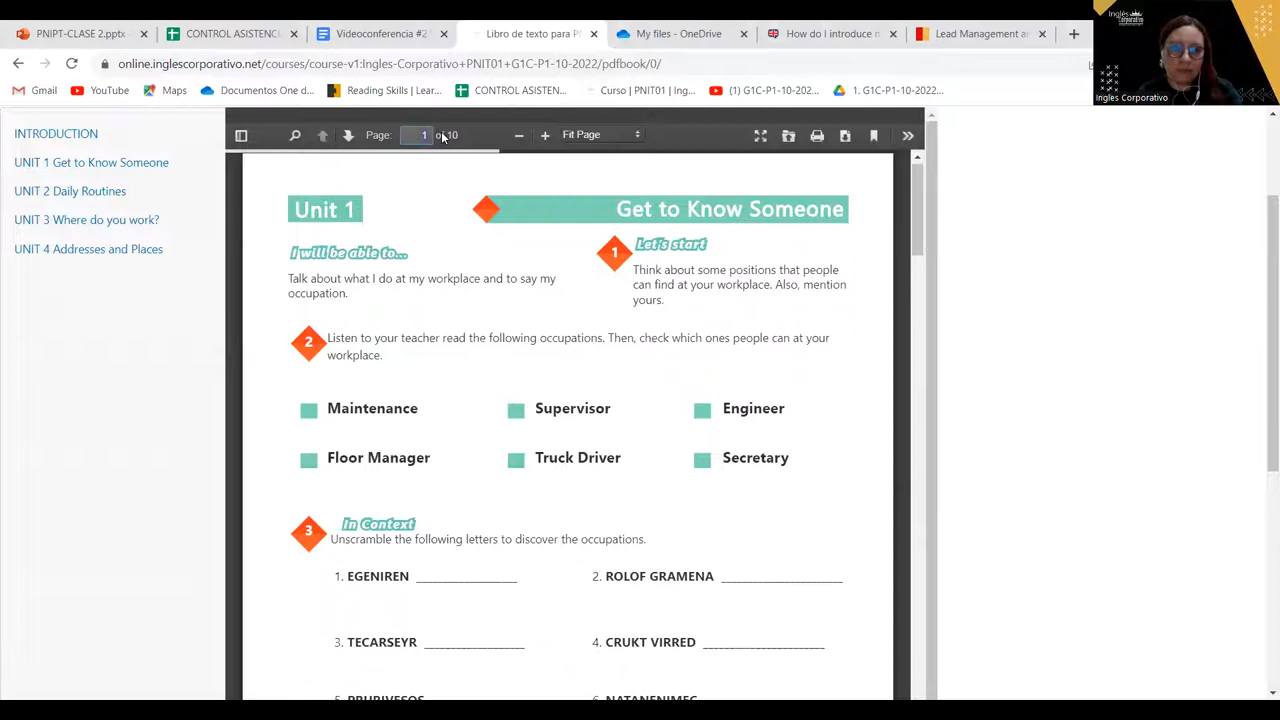 PNIPT-CLASE 2.pptx
CONTROL ASISTENC
Videoconferencia #2
Libro de texto para P
My files - OneDrive
How do I introduce
Lead Management a
online.inglescorporativo.net/courses/course-v1:Ingles-Corporativo+PNIT01+G1C-P1-10-2022/pdfbook/0/
Gmail
YouTube
Maps
Documentos One d...
Reading Skills | Lear...
CONTROL ASISTEN...
Curso | PNIT01 | Ing...
(1) G1C-P1-10-202...
1. G1C-P1-10-2022...
Inglés
Corporativo
Ingles Corporativo
INTRODUCTION
UNIT 1 Get to Know Someone
UNIT 2 Daily Routines
UNIT 3 Where do you work?
UNIT 4 Addresses and Places
Page: 1 of 10
Fit Page
Unit 1
Get to Know Someone
I will be able to...
Talk about what I do at my workplace and to say my
occupation.
1
Let's start
Think about some positions that people
can find at your workplace. Also, mention
yours.
2
Listen to your teacher read the following occupations. Then, check which ones people can at your
workplace.
Maintenance
Supervisor
Engineer
Floor Manager
Truck Driver
Secretary
3
In Context
Unscramble the following letters to discover the occupations.
1. EGENIREN ____________________
2. ROLOF GRAMENA ____________________
3. TECARSEYR ____________________
4. CRUKT VIRRED ____________________